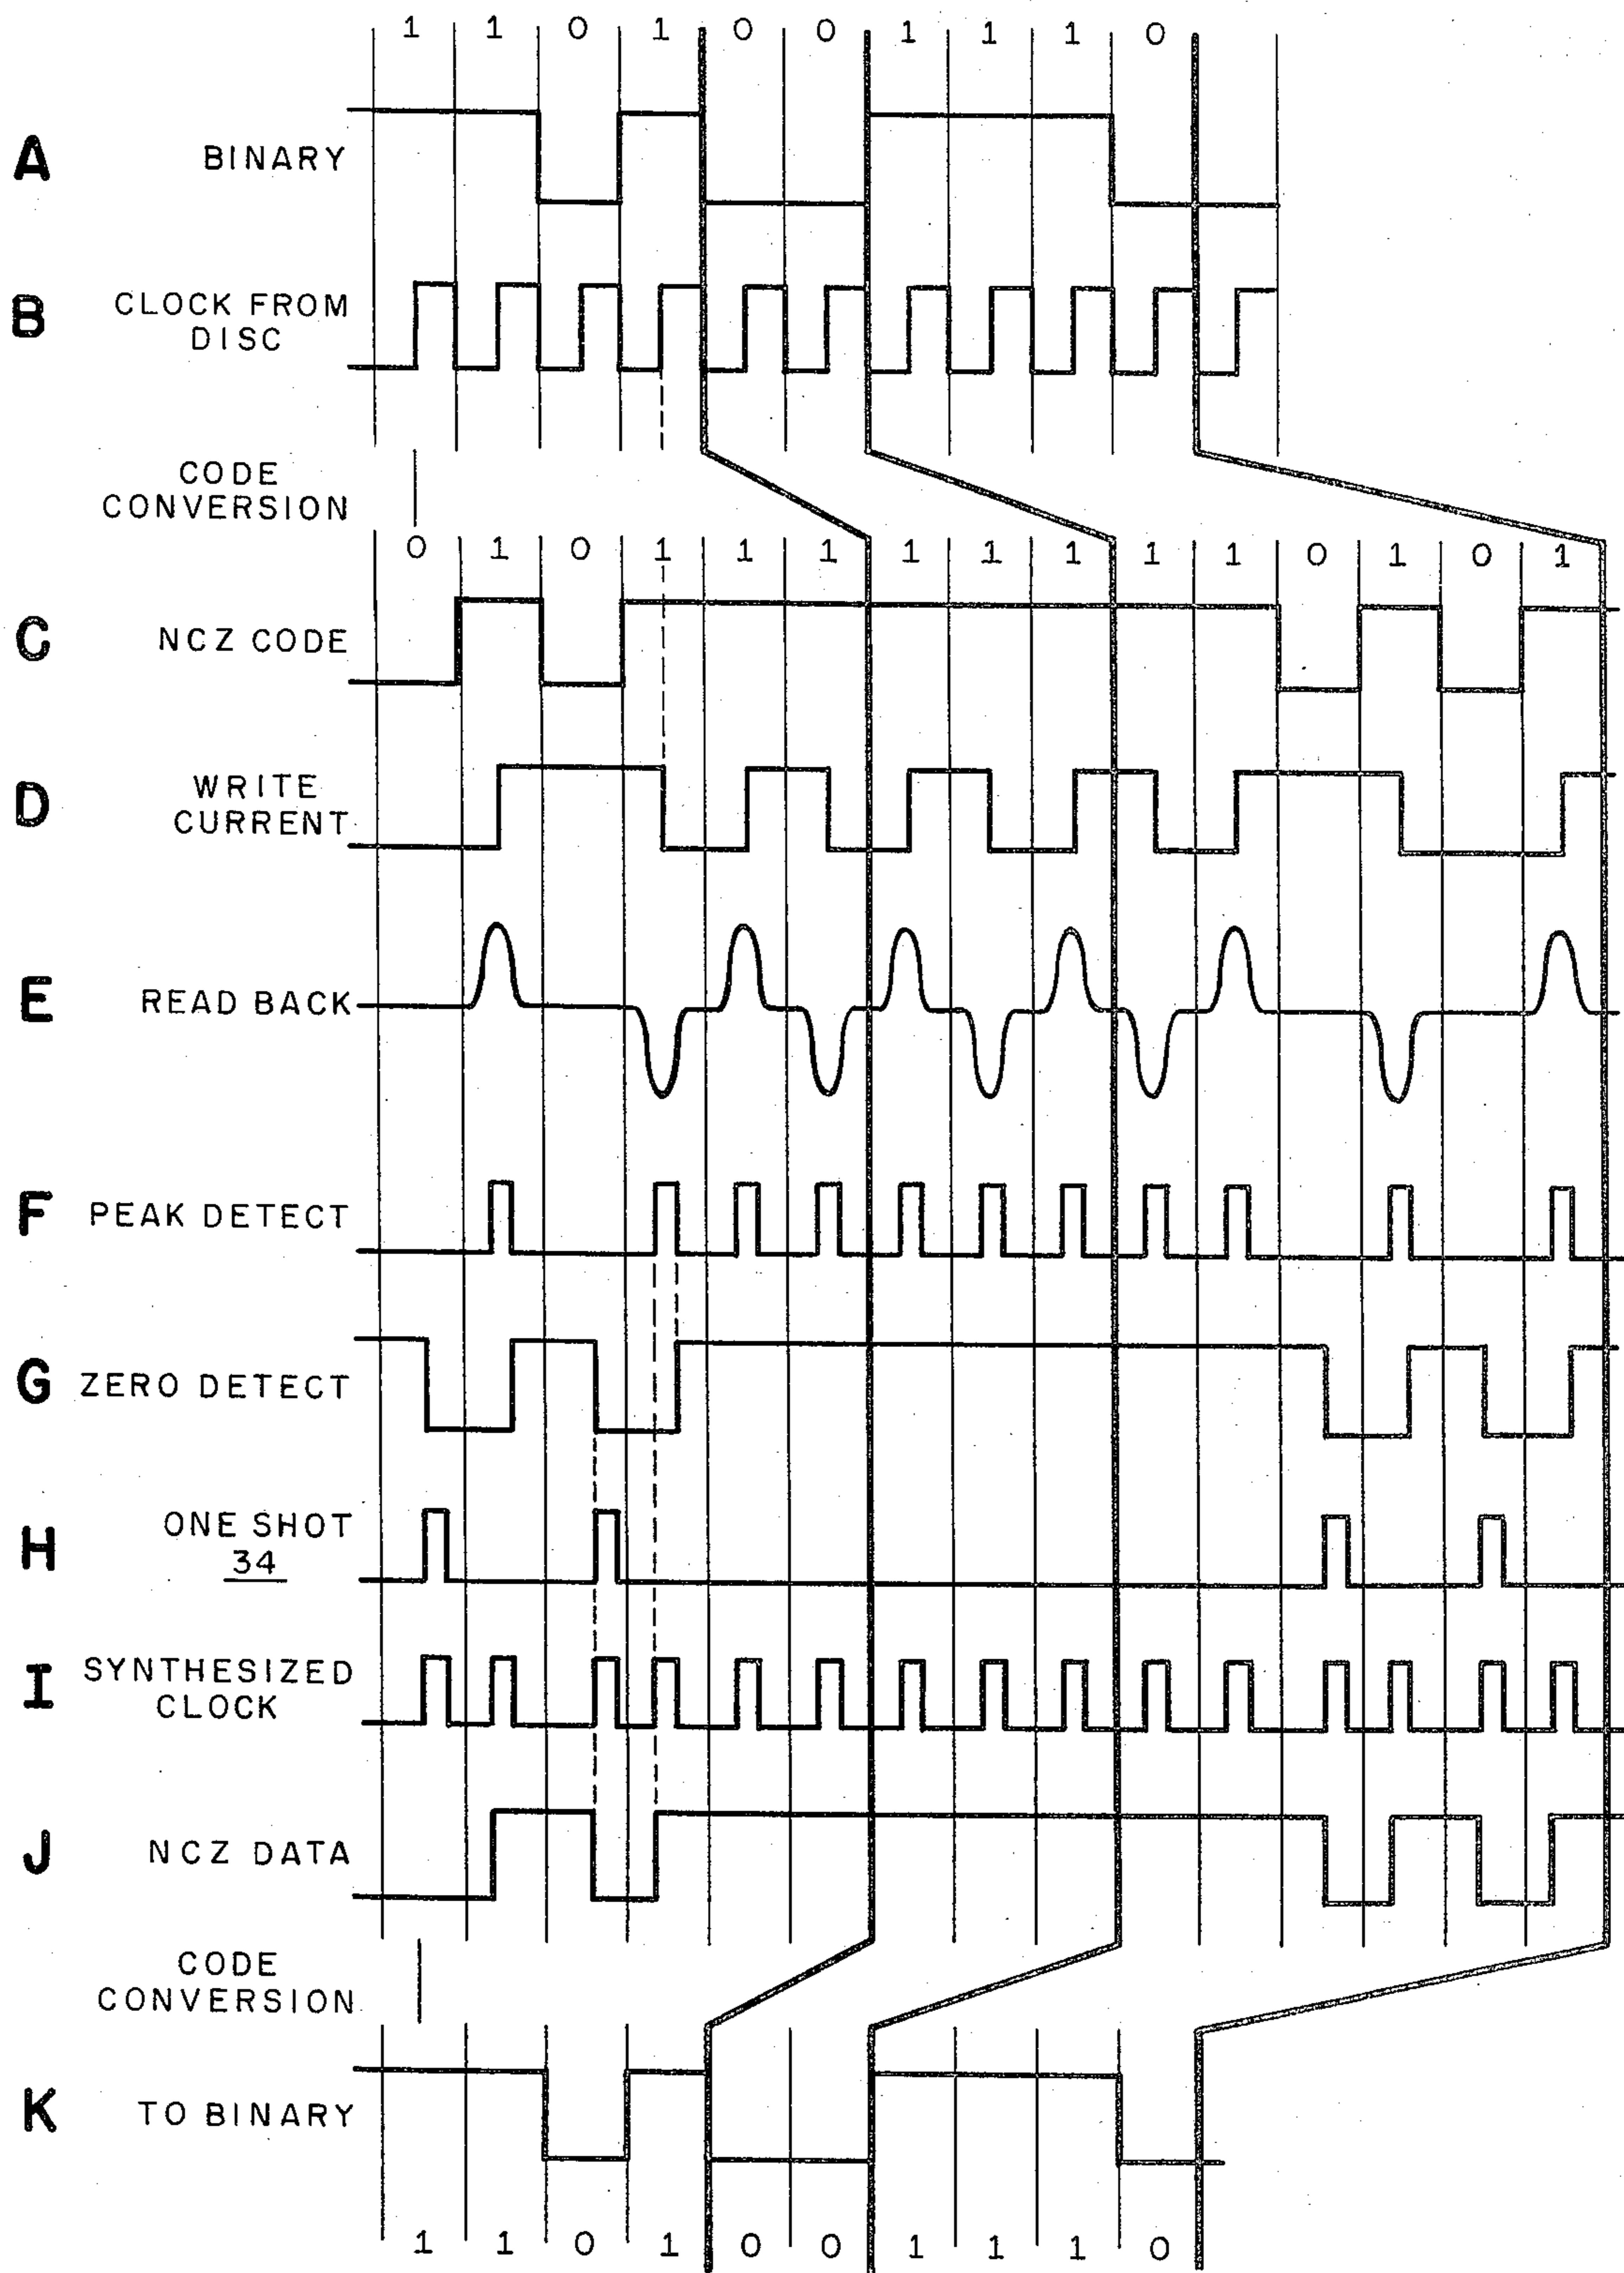 1 1 0 1 0 0 1 1 1 0
A BINARY
B CLOCK FROM
DISC
CODE
CONVERSION
0 1 0 1 1 1 1 1 1 1 1 0 1 0 1
C NCZ CODE
D WRITE
CURRENT
E READ BACK
F PEAK DETECT
G ZERO DETECT
H ONE SHOT
34
I SYNTHESIZED
CLOCK
J NCZ DATA
CODE
CONVERSION
K TO BINARY
1 1 0 1 0 0 1 1 1 0